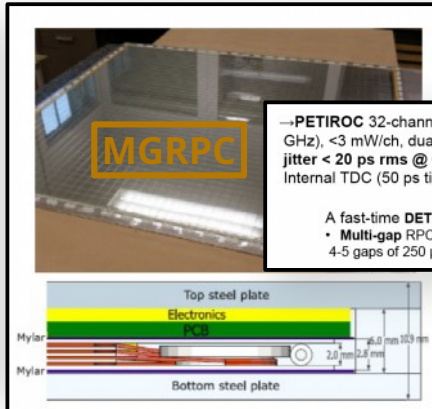 MGRPC
→PETIROC 32-chann
GHz), <3 mW/ch, dua
jitter < 20 ps rms @
Internal TDC (50 ps ti
A fast-time DET
• Multi-gap RPC
4-5 gaps of 250
Top steel plate
Electronics
PCB
Mylar
2.0 mm 2.8 mm 6.0 mm 10.9 mm
Mylar
Bottom steel plate